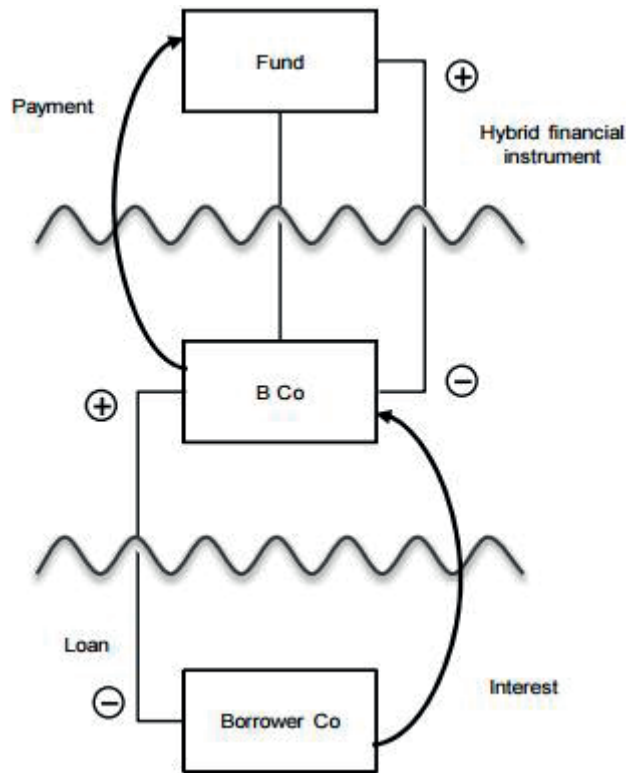 Fund
+
Payment
Hybrid financial
instrument
B Co
+
−
Loan
−
Interest
Borrower Co